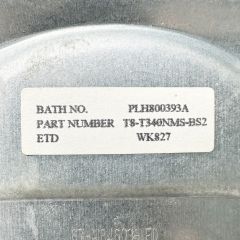 BATH NO. PLH800393A
PART NUMBER T8-T340NMS-BS2
ETD WK827